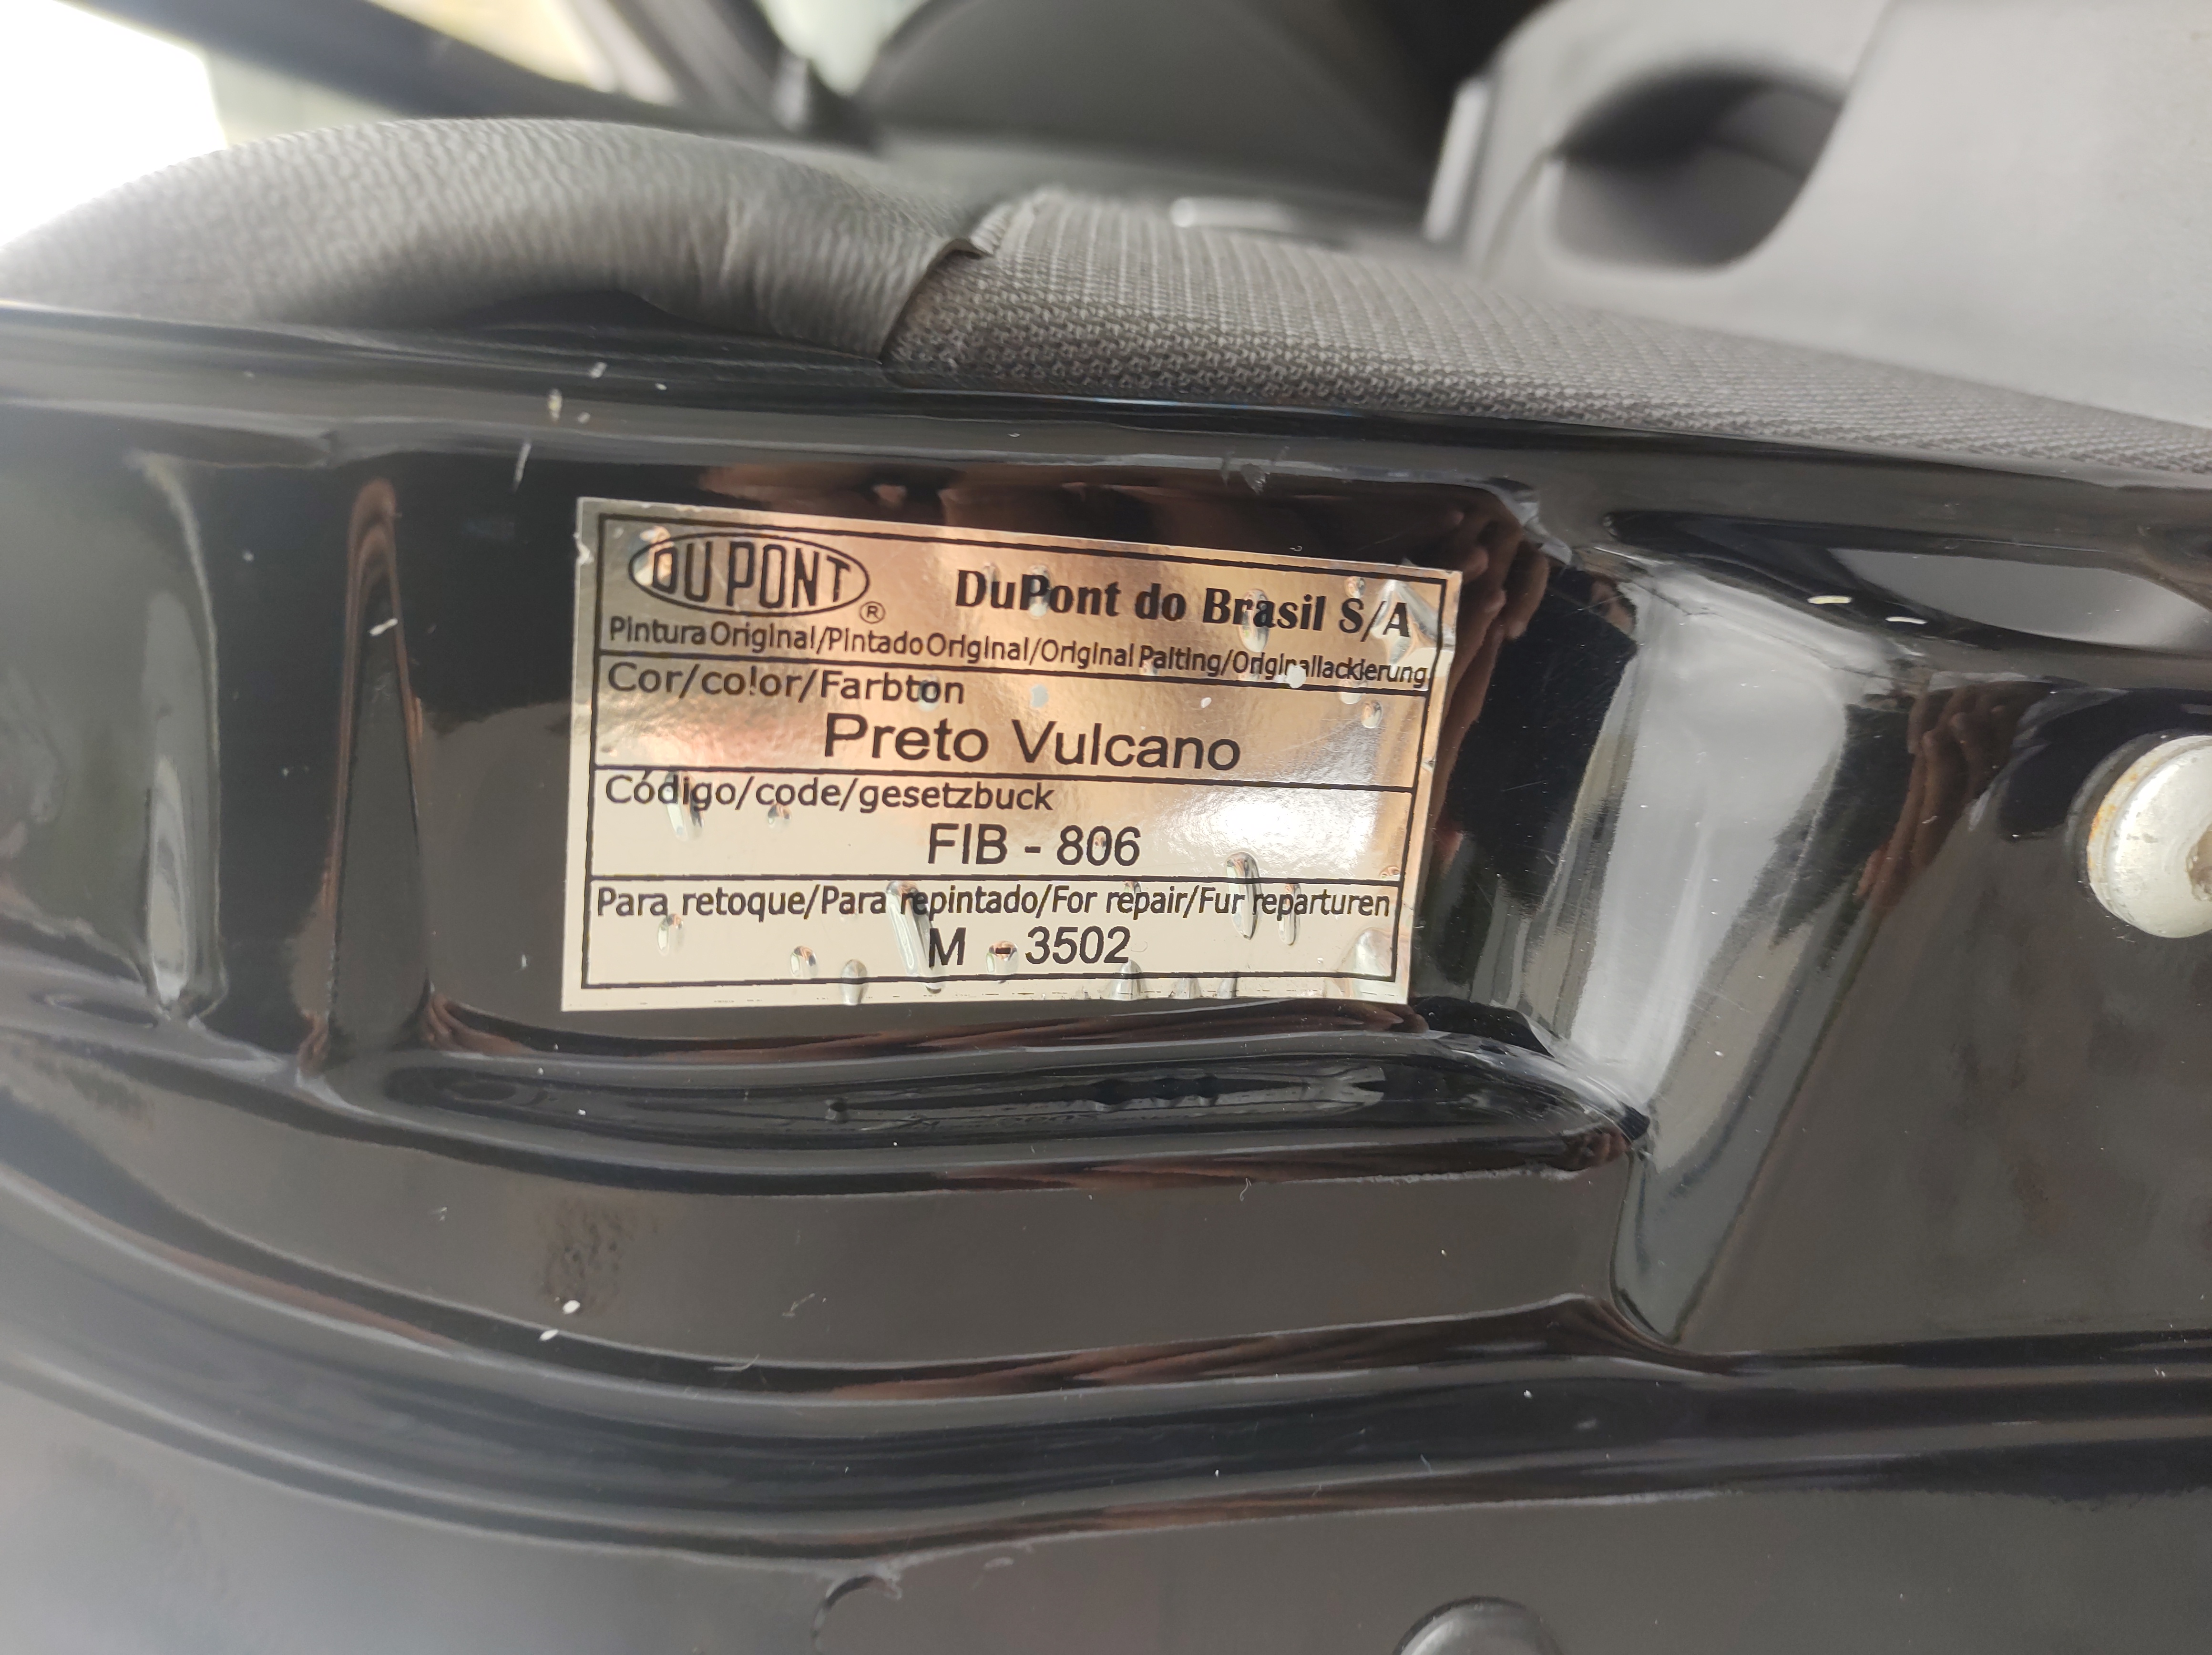 DU PONT ®
DuPont do Brasil S/A
Pintura Original/Pintado Original/Original Paiting/Originallackierung
Cor/color/Farbton
Preto Vulcano
Código/code/gesetzbuck
FIB - 806
Para retoque/Para repintado/For repair/Fur reparturen
M - 3502